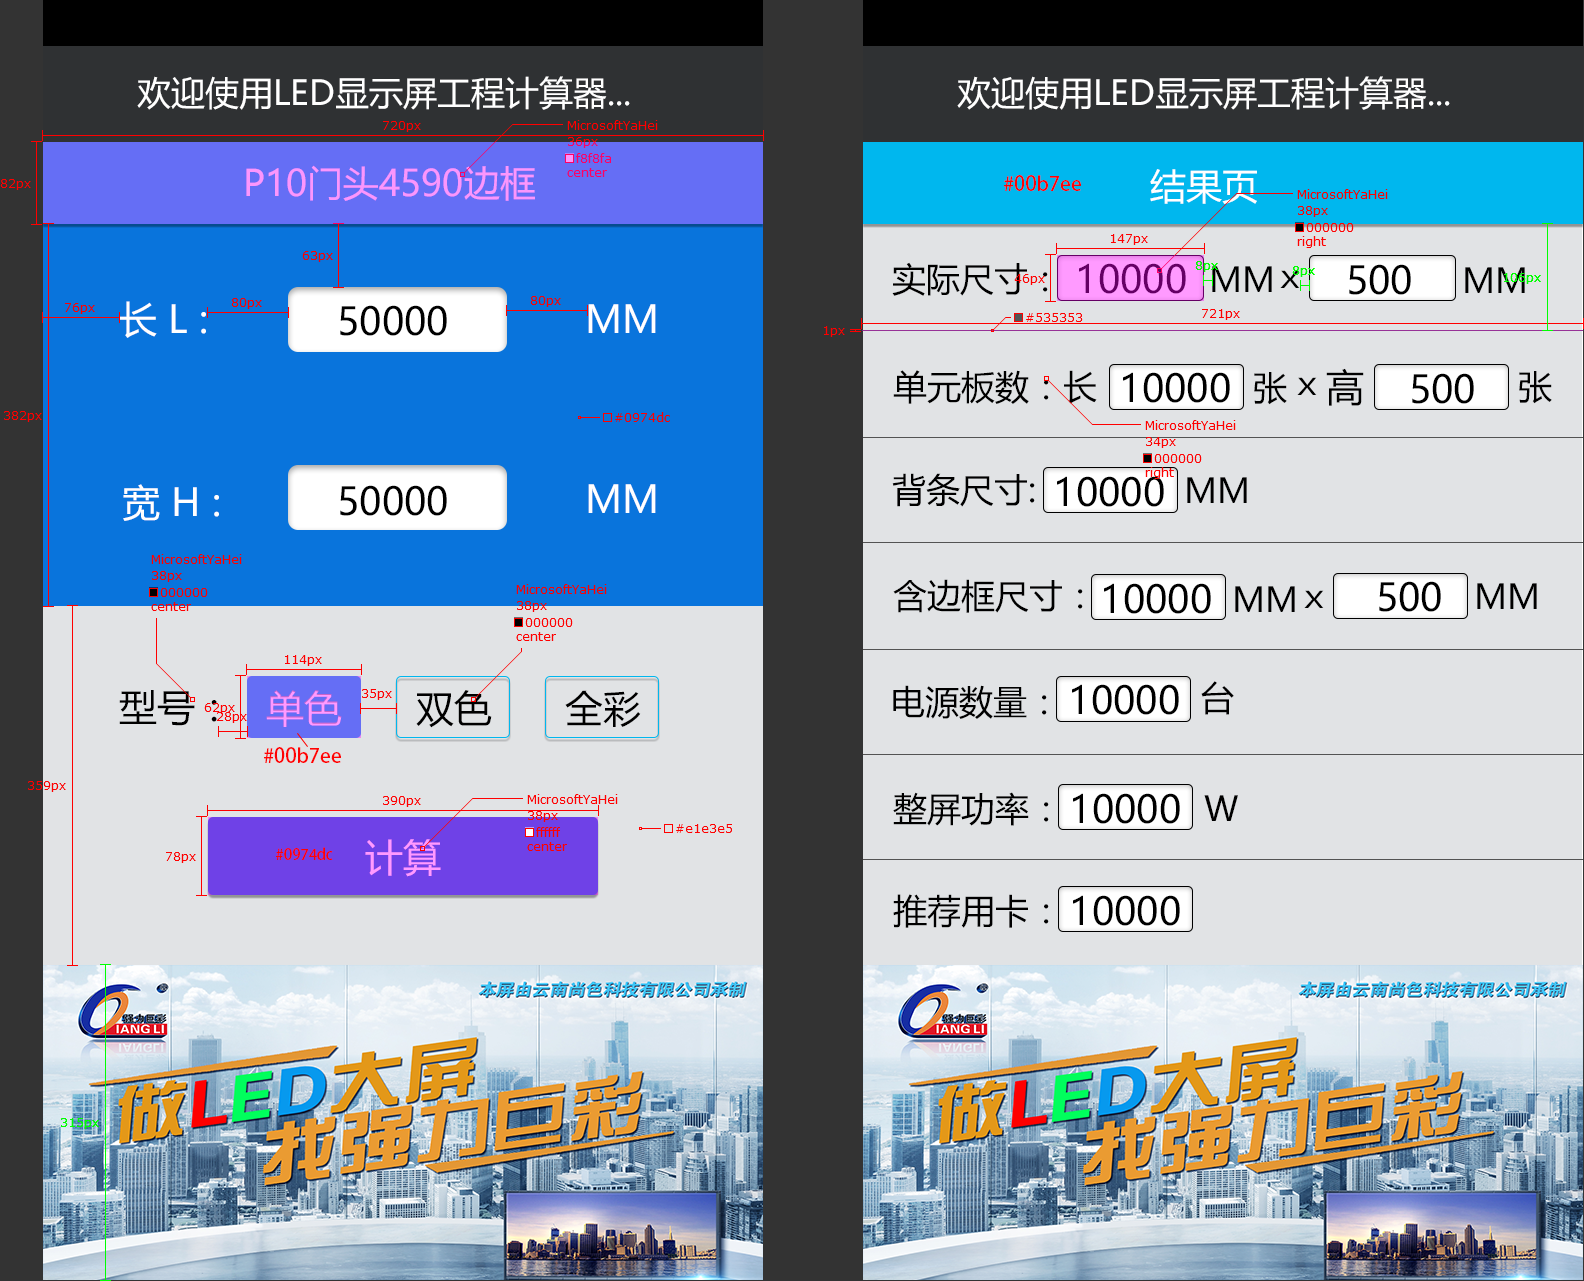 欢迎使用LED显示屏工程计算器...
720px
MicrosoftYaHei
36px
f8f8fa
center
82px
P10门头4590边框
63px
76px
长 L :
80px
50000
80px
MM
382px
#0974dc
宽 H :
50000
MM
MicrosoftYaHei
38px
000000
center
MicrosoftYaHei
38px
000000
center
114px
型号 :
62px
28px
单色
35px
双色
全彩
#00b7ee
359px
390px
MicrosoftYaHei
38px
ffffff
center
78px
#0974dc
计算
#e1e3e5
本屏由云南尚色科技有限公司承制
强力巨彩
QIANGLI
做LED大屏
找强力巨彩
315px
欢迎使用LED显示屏工程计算器...
#00b7ee
结果页
MicrosoftYaHei
38px
000000
right
147px
实际尺寸 :
46px
10000
8px
MM x
8px
500
MM
106px
#535353
721px
1px
单元板数 : 长 10000 张 x 高 500 张
MicrosoftYaHei
34px
000000
right
背条尺寸: 10000 MM
含边框尺寸 : 10000 MM x 500 MM
电源数量 : 10000 台
整屏功率 : 10000 W
推荐用卡 : 10000
本屏由云南尚色科技有限公司承制
强力巨彩
QIANGLI
做LED大屏
找强力巨彩